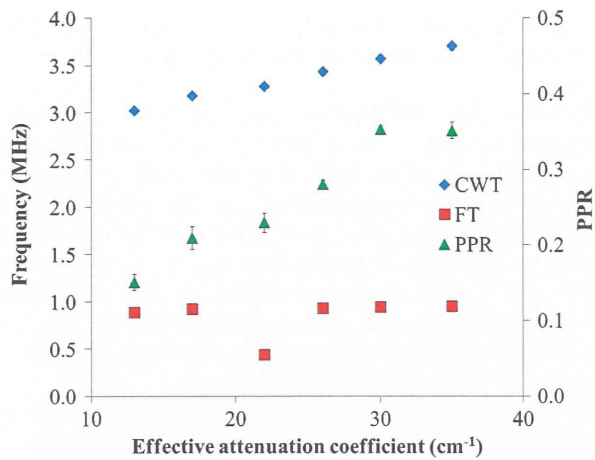 4.0
3.5
3.0
2.5
2.0
1.5
1.0
0.5
0.0
Frequency (MHz)
0.5
0.4
0.3
0.2
0.1
0.0
PPR
CWT
FT
PPR
10 20 30 40
Effective attenuation coefficient (cm⁻¹)